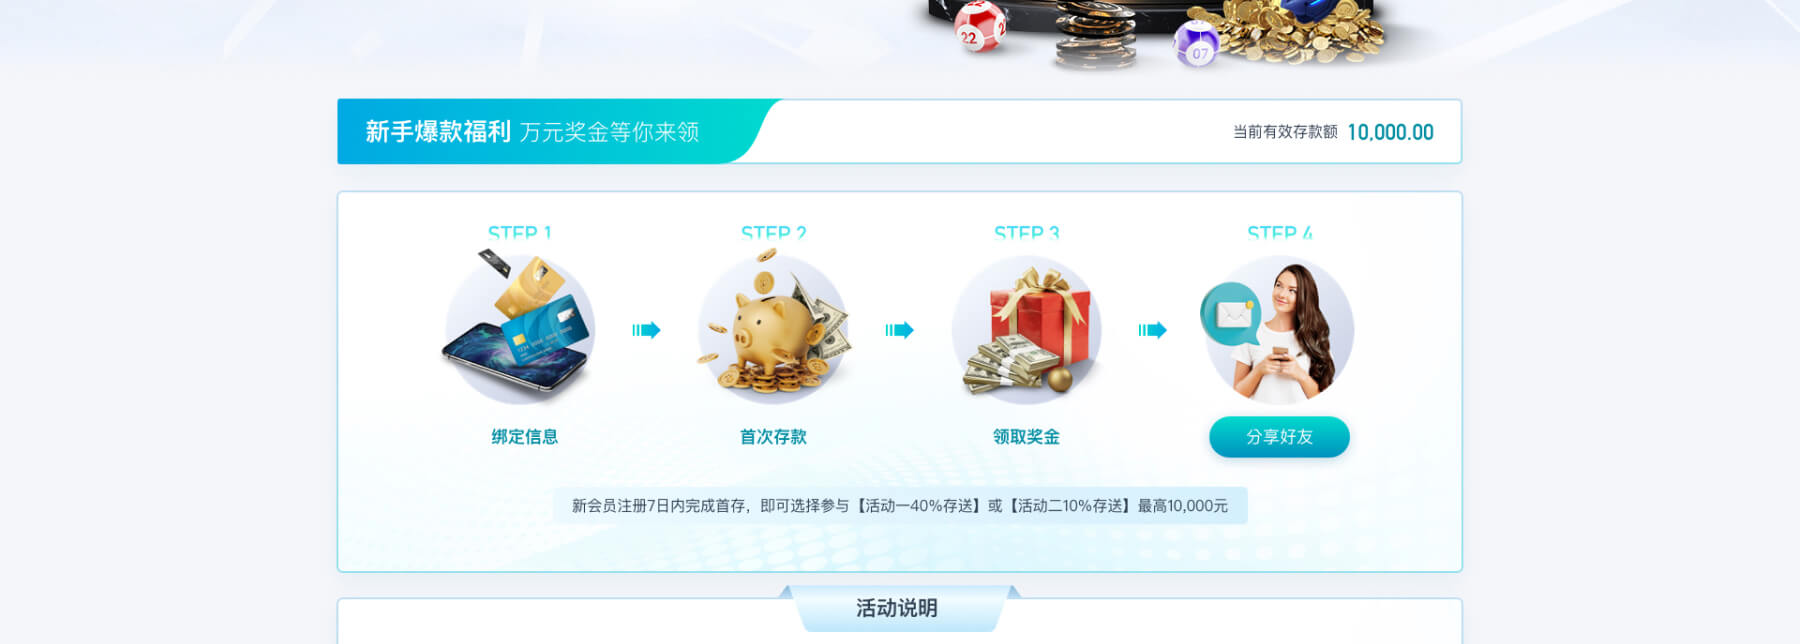 22
07
新手爆款福利 万元奖金等你来领
当前有效存款额 10,000.00
STEP 1
STEP 2
STEP 3
STEP 4
绑定信息
首次存款
领取奖金
分享好友
新会员注册7日内完成首存，即可选择参与【活动一40%存送】或【活动二10%存送】最高10,000元
活动说明